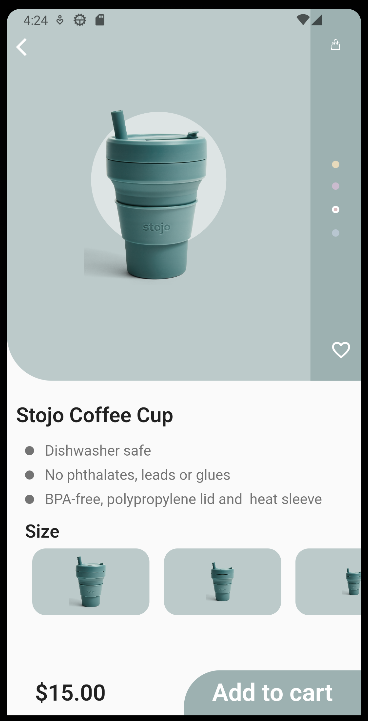 4:24
stojo
Stojo Coffee Cup
Dishwasher safe
No phthalates, leads or glues
BPA-free, polypropylene lid and  heat sleeve
Size
$15.00
Add to cart